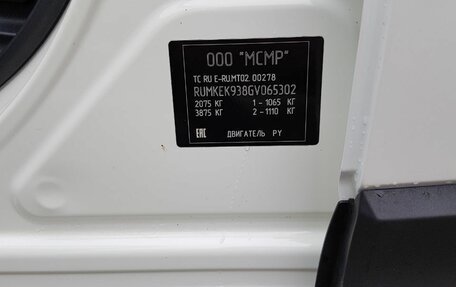 ООО "МСМР"
ТС RU Е-RU.МТ02.00278
RUMKEK938GV065302
2075 КГ 1 - 1065 КГ
3875 КГ 2 - 1110 КГ
ЕАС ДВИГАТЕЛЬ РУ